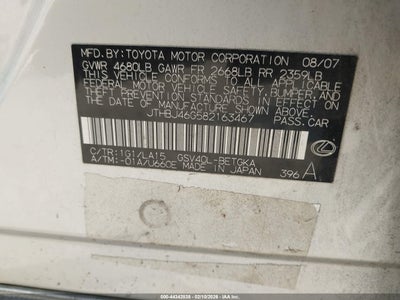 MFD. BY: TOYOTA MOTOR CORPORATION 08/07
GVWR 4680LB GAWR FR 2668LB RR 2359LB
THIS VEHICLE CONFORMS TO ALL APPLICABLE
FEDERAL MOTOR VEHICLE SAFETY, BUMPER, AND
THEFT PREVENTION STANDARDS IN EFFECT ON
THE DATE OF MANUFACTURE SHOWN ABOVE.
JTHBJ46G582163467 PASS. CAR
C/TR: 1G1/LA15 GSV40L-BETGKA
A/TM: -01A/U660E MADE IN JAPAN 396 A
LEXUS
500-44343538 - 02/10/2026 - IAA Inc.